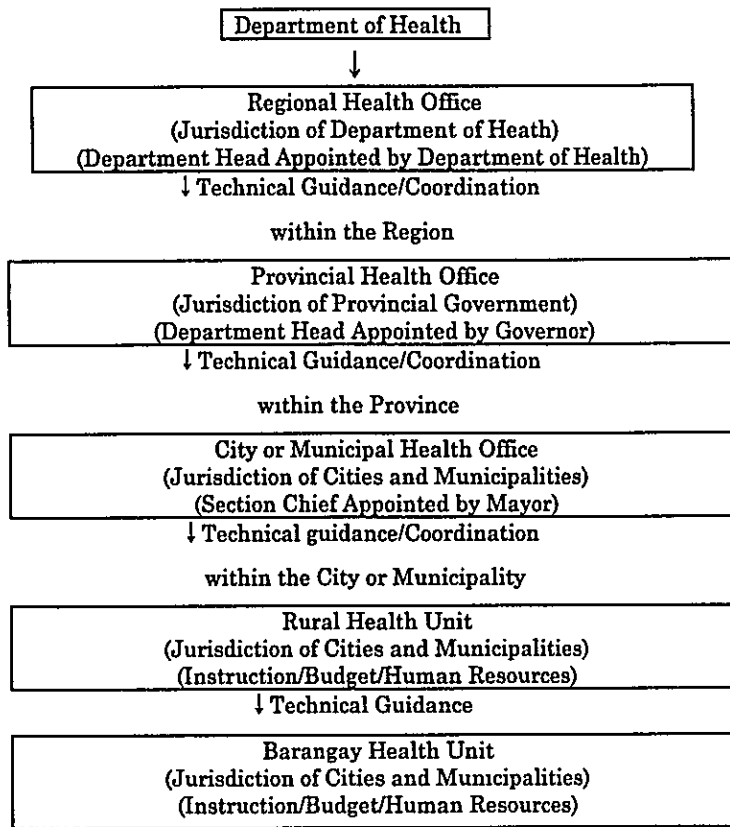 Department of Health
↓
Regional Health Office
(Jurisdiction of Department of Heath)
(Department Head Appointed by Department of Health)
↓ Technical Guidance/Coordination
within the Region
Provincial Health Office
(Jurisdiction of Provincial Government)
(Department Head Appointed by Governor)
↓ Technical Guidance/Coordination
within the Province
City or Municipal Health Office
(Jurisdiction of Cities and Municipalities)
(Section Chief Appointed by Mayor)
↓ Technical guidance/Coordination
within the City or Municipality
Rural Health Unit
(Jurisdiction of Cities and Municipalities)
(Instruction/Budget/Human Resources)
↓ Technical Guidance
Barangay Health Unit
(Jurisdiction of Cities and Municipalities)
(Instruction/Budget/Human Resources)